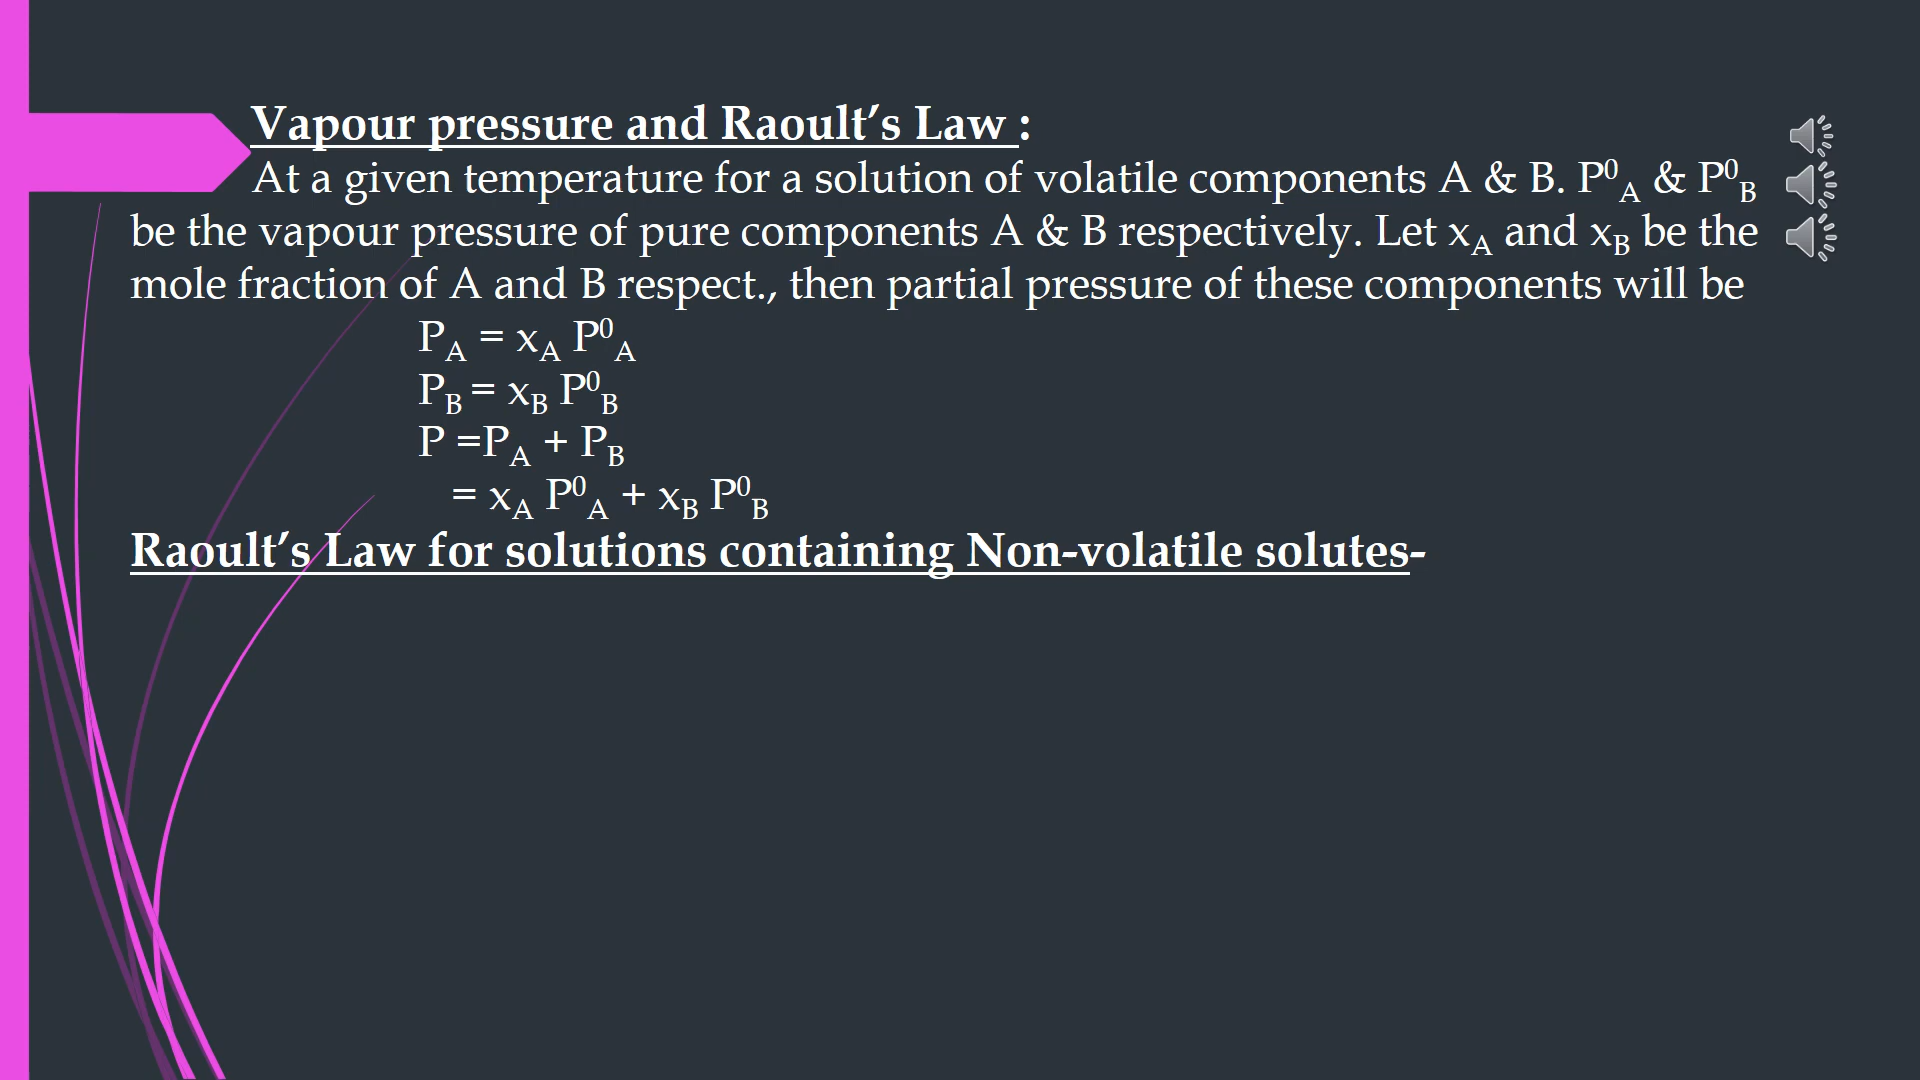 Vapour pressure and Raoult’s Law :
At a given temperature for a solution of volatile components A & B. P⁰A & P⁰B
be the vapour pressure of pure components A & B respectively. Let xA and xB be the
mole fraction of A and B respect., then partial pressure of these components will be
PA = xA P⁰A
PB = xB P⁰B
P =PA + PB
= xA P⁰A + xB P⁰B
Raoult’s Law for solutions containing Non-volatile solutes-